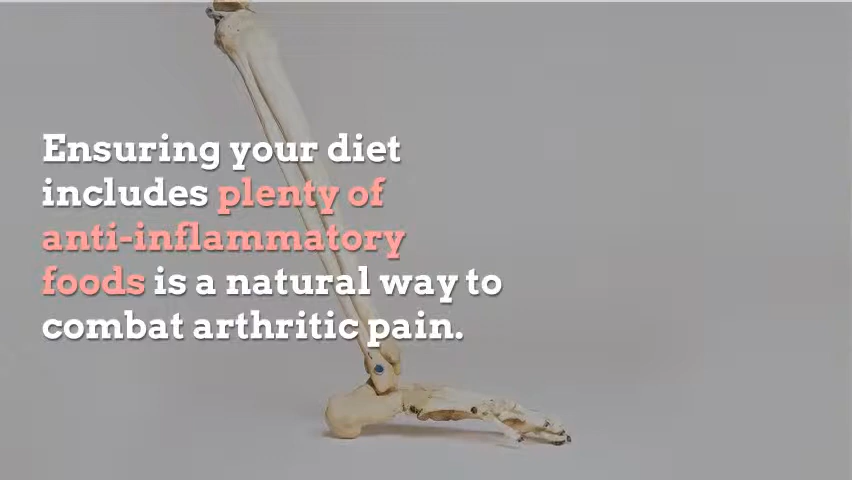 Ensuring your diet
includes plenty of
anti-inflammatory
foods is a natural way to
combat arthritic pain.